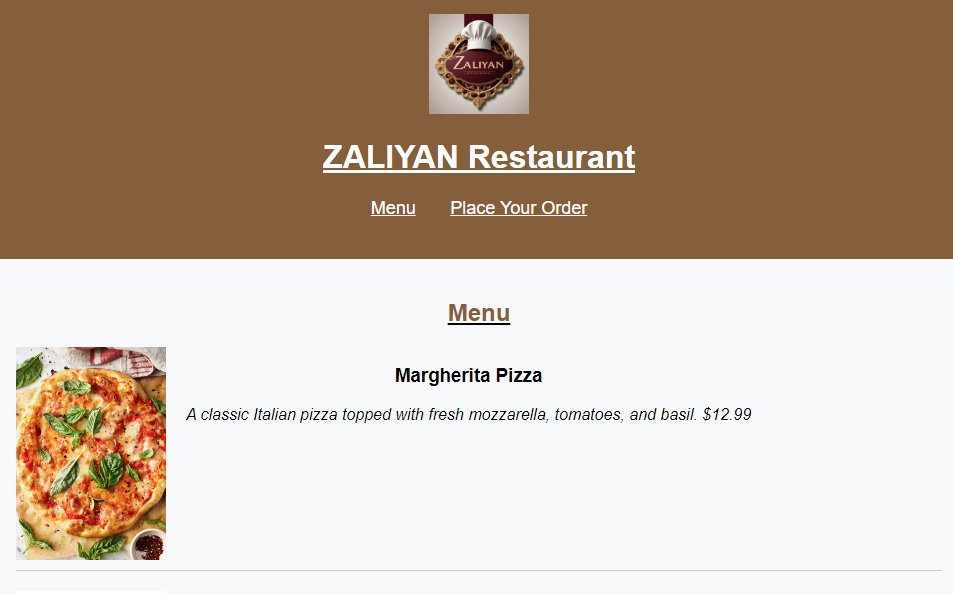 ZALIYAN
ZALIYAN Restaurant
Menu Place Your Order
Menu
Margherita Pizza
A classic Italian pizza topped with fresh mozzarella, tomatoes, and basil. $12.99